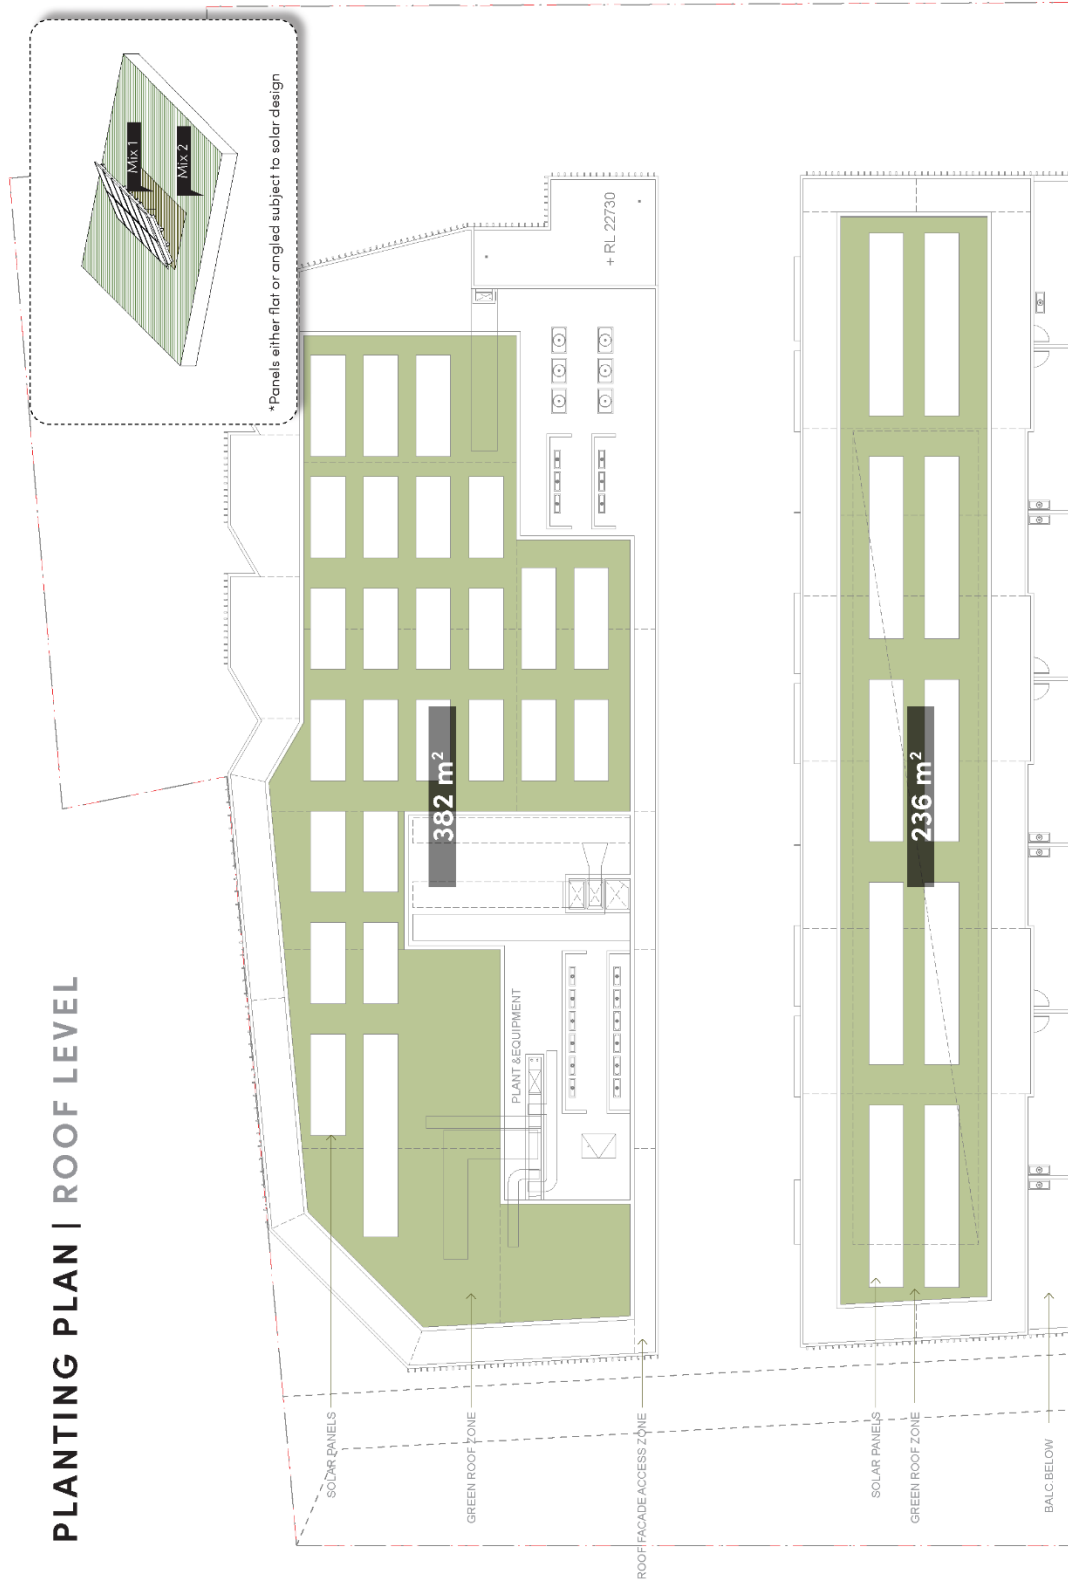 PLANTING PLAN | ROOF LEVEL
Mix 1
Mix 2
*Panels either flat or angled subject to solar design
+ RL 22730
382 m²
PLANT & EQUIPMENT
236 m²
SOLAR PANELS
GREEN ROOF ZONE
ROOF FACADE ACCESS ZONE
SOLAR PANELS
GREEN ROOF ZONE
BALC BELOW